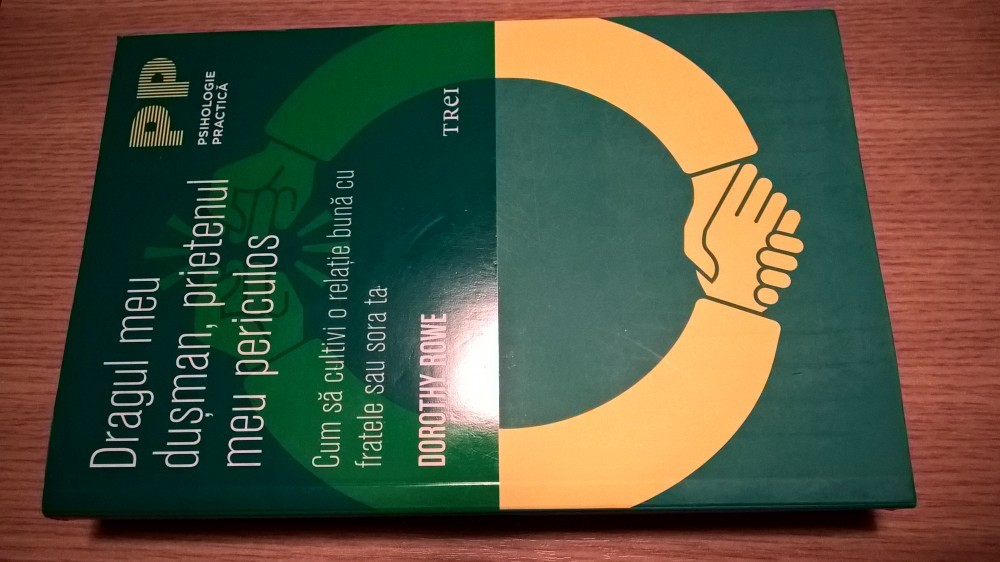 PP
PSIHOLOGIE
PRACTICĂ
Dragul meu
dușman, prietenul
meu periculos
Cum să cultivi o relație bună cu
fratele sau sora ta
DOROTHY ROWE
TREI